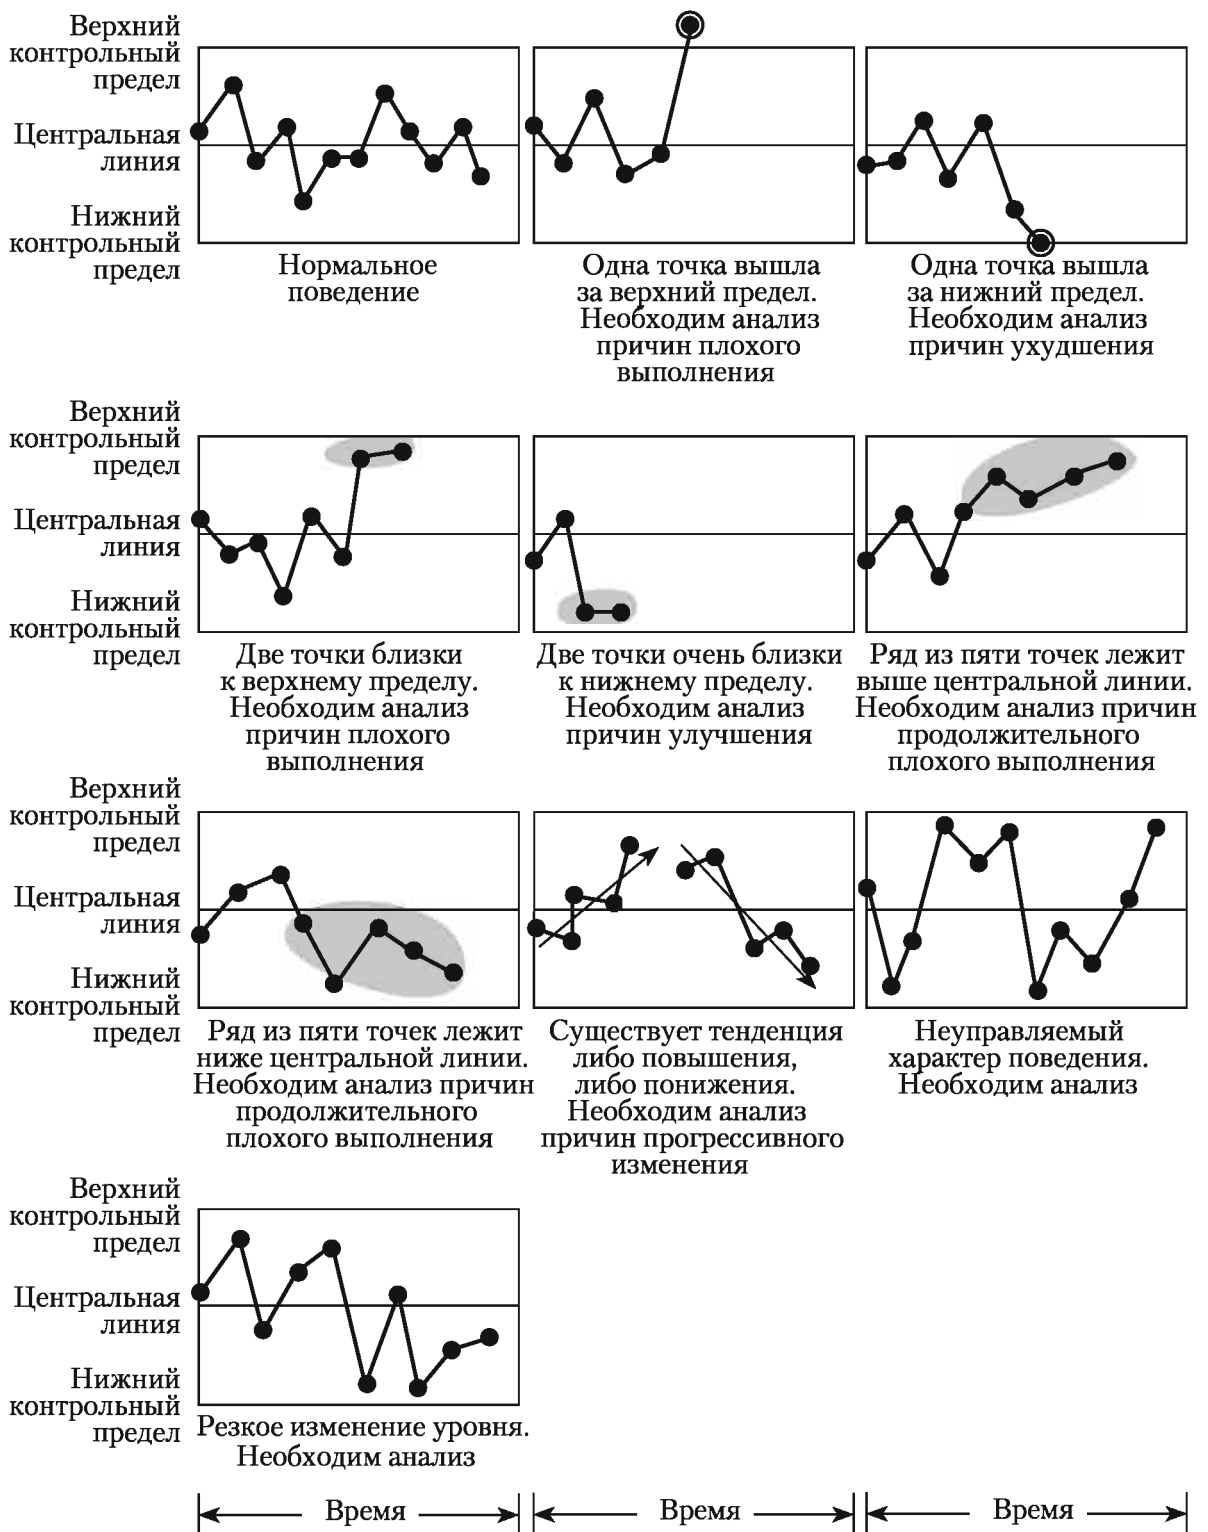 Верхний
контрольный
предел
Центральная
линия
Нижний
контрольный
предел
Нормальное
поведение
Одна точка вышла
за верхний предел.
Необходим анализ
причин плохого
выполнения
Одна точка вышла
за нижний предел.
Необходим анализ
причин ухудшения
Верхний
контрольный
предел
Центральная
линия
Нижний
контрольный
предел
Две точки близки
к верхнему пределу.
Необходим анализ
причин плохого
выполнения
Две точки очень близки
к нижнему пределу.
Необходим анализ
причин улучшения
Ряд из пяти точек лежит
выше центральной линии.
Необходим анализ причин
продолжительного
плохого выполнения
Верхний
контрольный
предел
Центральная
линия
Нижний
контрольный
предел
Ряд из пяти точек лежит
ниже центральной линии.
Необходим анализ причин
продолжительного
плохого выполнения
Существует тенденция
либо повышения,
либо понижения.
Необходим анализ
причин прогрессивного
изменения
Неуправляемый
характер поведения.
Необходим анализ
Верхний
контрольный
предел
Центральная
линия
Нижний
контрольный
предел
Резкое изменение уровня.
Необходим анализ
Время
Время
Время